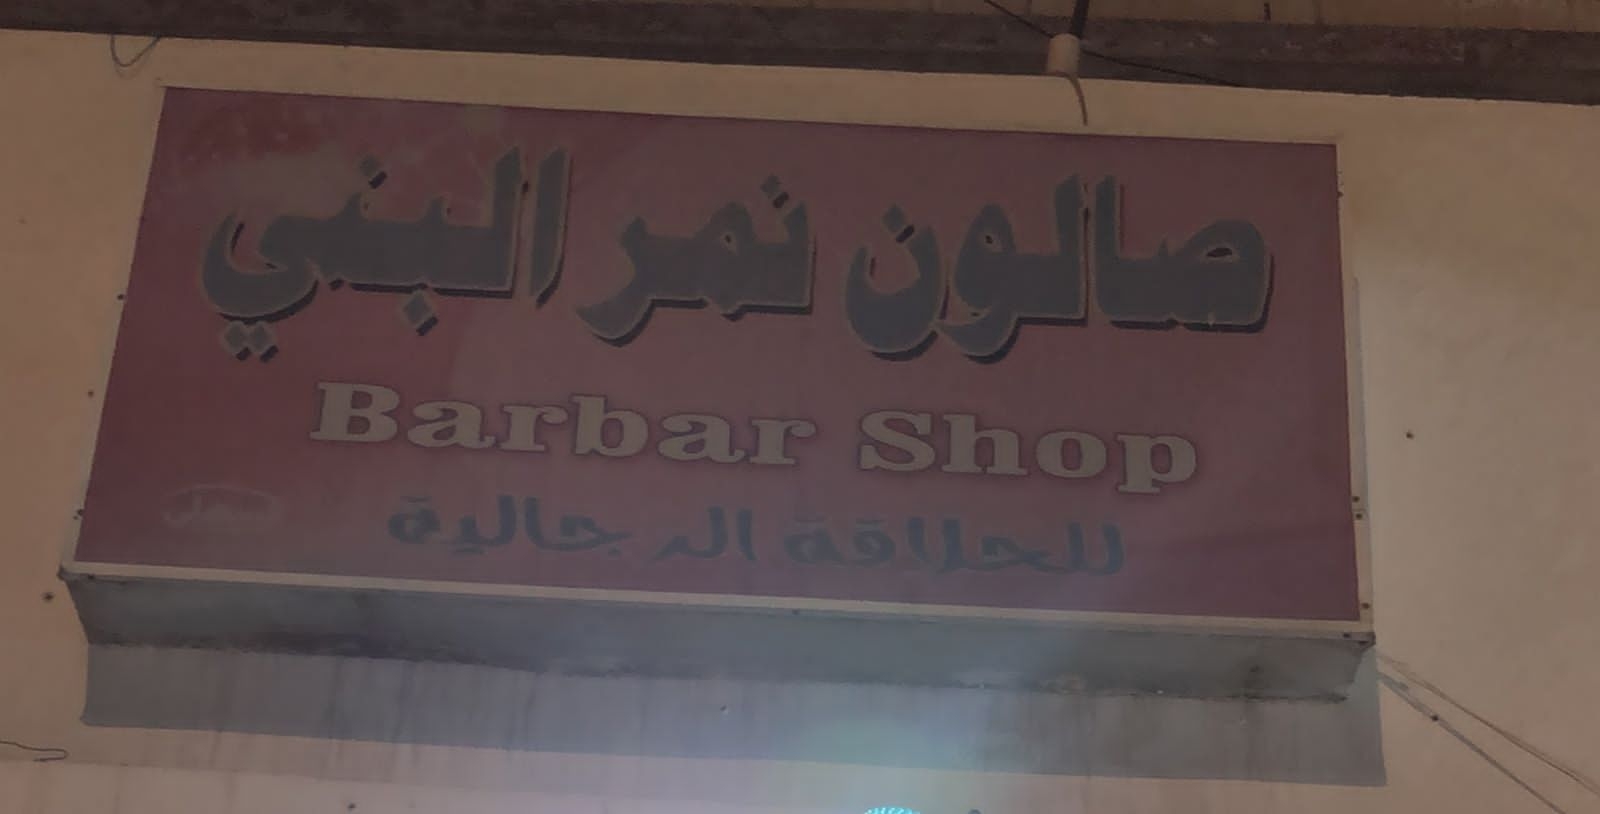 صالون نمر البني
Barbar Shop
للحلاقة الرجالية